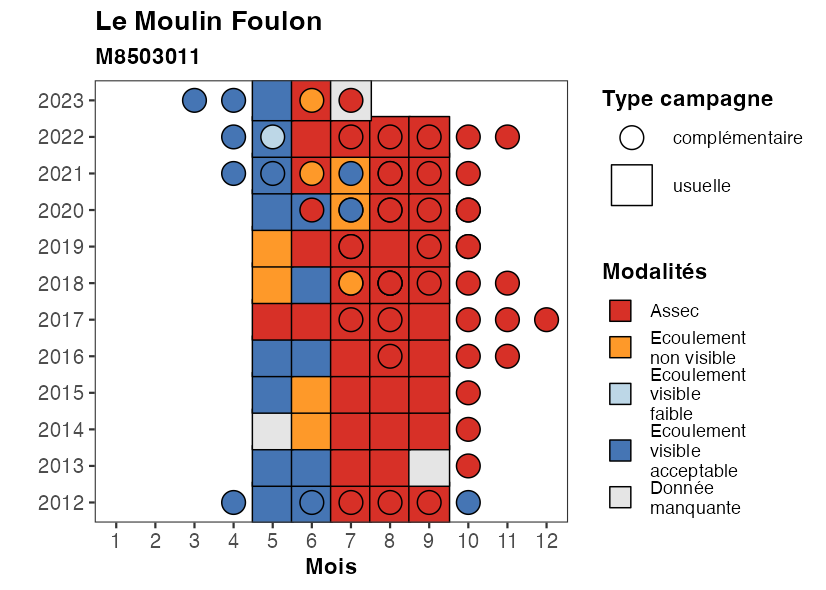 Le Moulin Foulon
M8503011
2023
2022
2021
2020
2019
2018
2017
2016
2015
2014
2013
2012
1 2 3 4 5 6 7 8 9 10 11 12
Mois
Type campagne
complémentaire
usuelle
Modalités
Assec
Ecoulement
non visible
Ecoulement
visible
faible
Ecoulement
visible
acceptable
Donnée
manquante